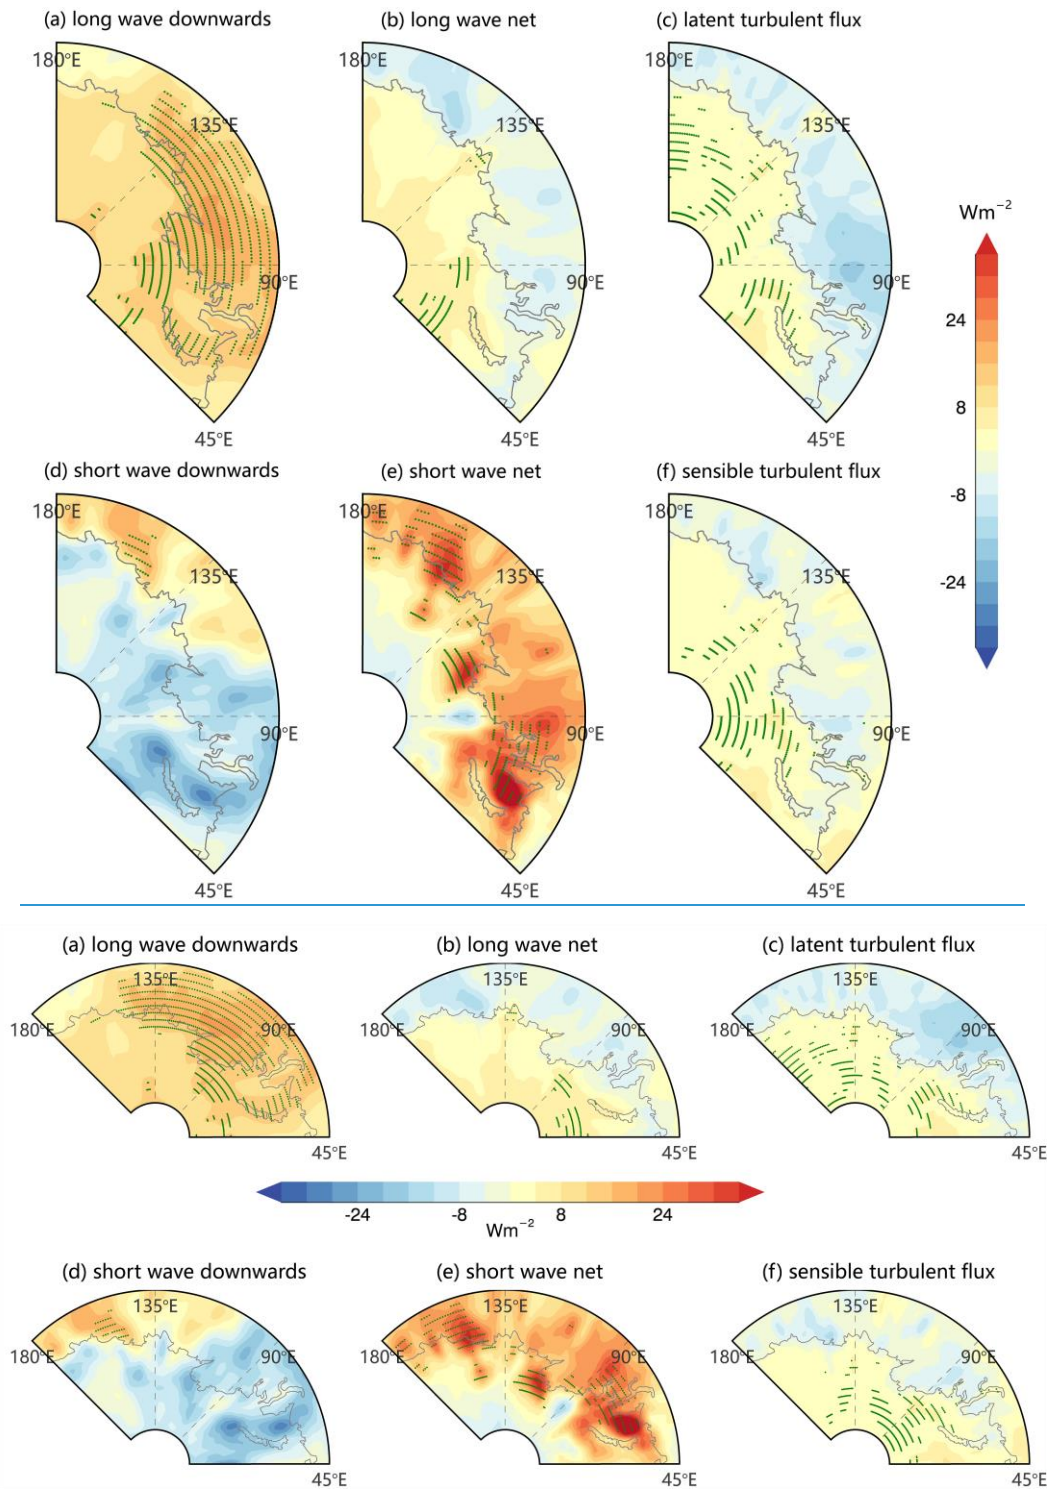 (a) long wave downwards
(b) long wave net
(c) latent turbulent flux
180°E
180°E
180°E
135°E
135°E
135°E
90°E
90°E
90°E
45°E
45°E
45°E
Wm−2
24
8
-8
-24
(d) short wave downwards
(e) short wave net
(f) sensible turbulent flux
180°E
180°E
180°E
135°E
135°E
135°E
90°E
90°E
90°E
45°E
45°E
45°E
(a) long wave downwards
(b) long wave net
(c) latent turbulent flux
135°E
135°E
135°E
180°E
90°E
180°E
90°E
180°E
90°E
45°E
45°E
45°E
-24
-8
8
24
Wm−2
(d) short wave downwards
(e) short wave net
(f) sensible turbulent flux
135°E
135°E
135°E
180°E
90°E
180°E
90°E
180°E
90°E
45°E
45°E
45°E